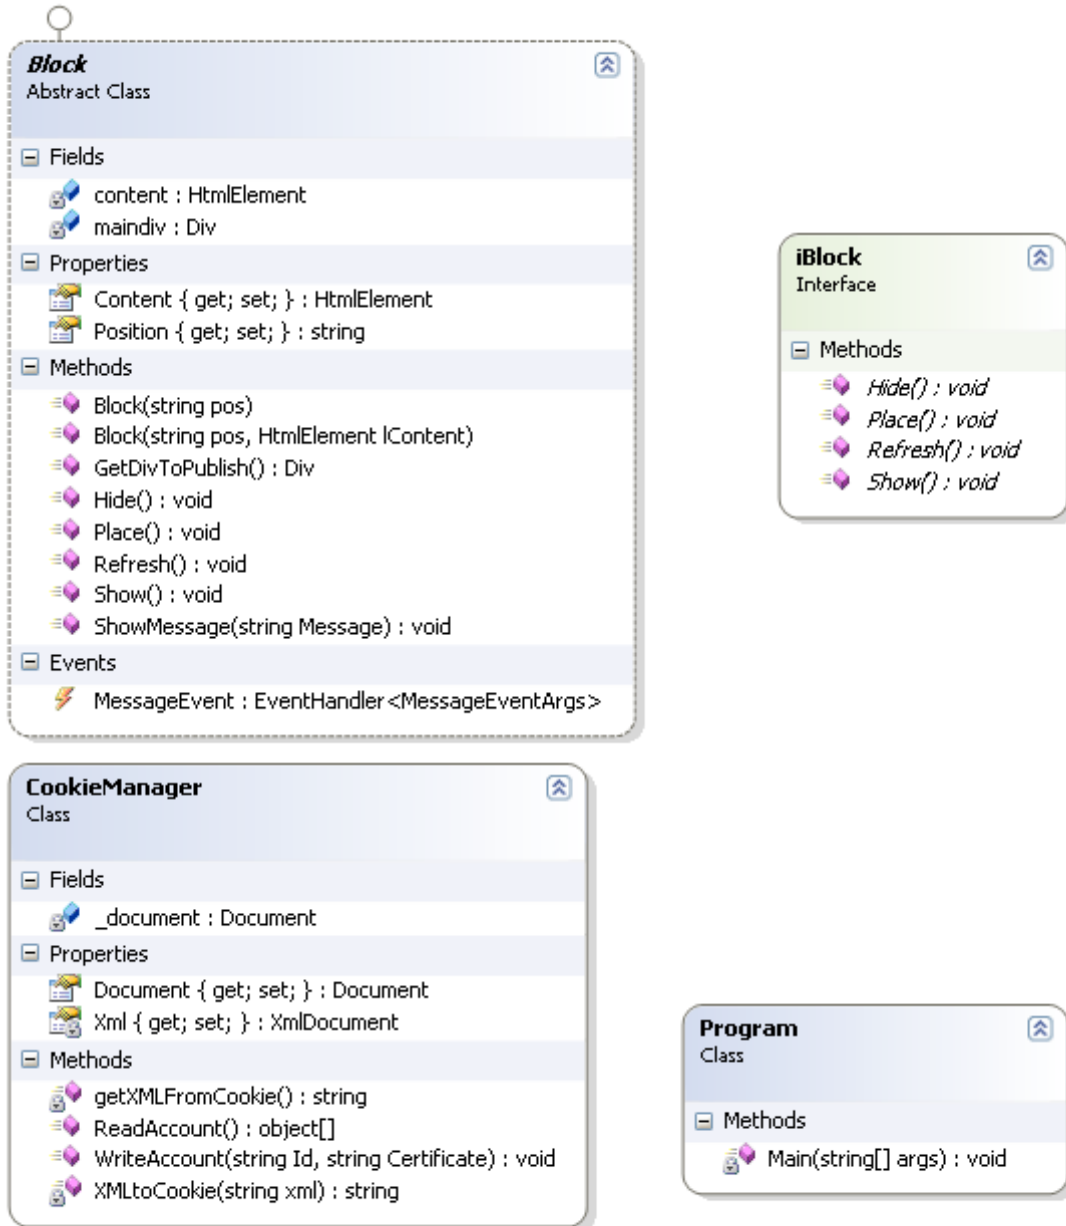 Block
Abstract Class
Fields
content : HtmlElement
maindiv : Div
Properties
Content { get; set; } : HtmlElement
Position { get; set; } : string
Methods
Block(string pos)
Block(string pos, HtmlElement lContent)
GetDivToPublish() : Div
Hide() : void
Place() : void
Refresh() : void
Show() : void
ShowMessage(string Message) : void
Events
MessageEvent : EventHandler<MessageEventArgs>
iBlock
Interface
Methods
Hide() : void
Place() : void
Refresh() : void
Show() : void
CookieManager
Class
Fields
_document : Document
Properties
Document { get; set; } : Document
Xml { get; set; } : XmlDocument
Methods
getXMLFromCookie() : string
ReadAccount() : object[]
WriteAccount(string Id, string Certificate) : void
XMLtoCookie(string xml) : string
Program
Class
Methods
Main(string[] args) : void